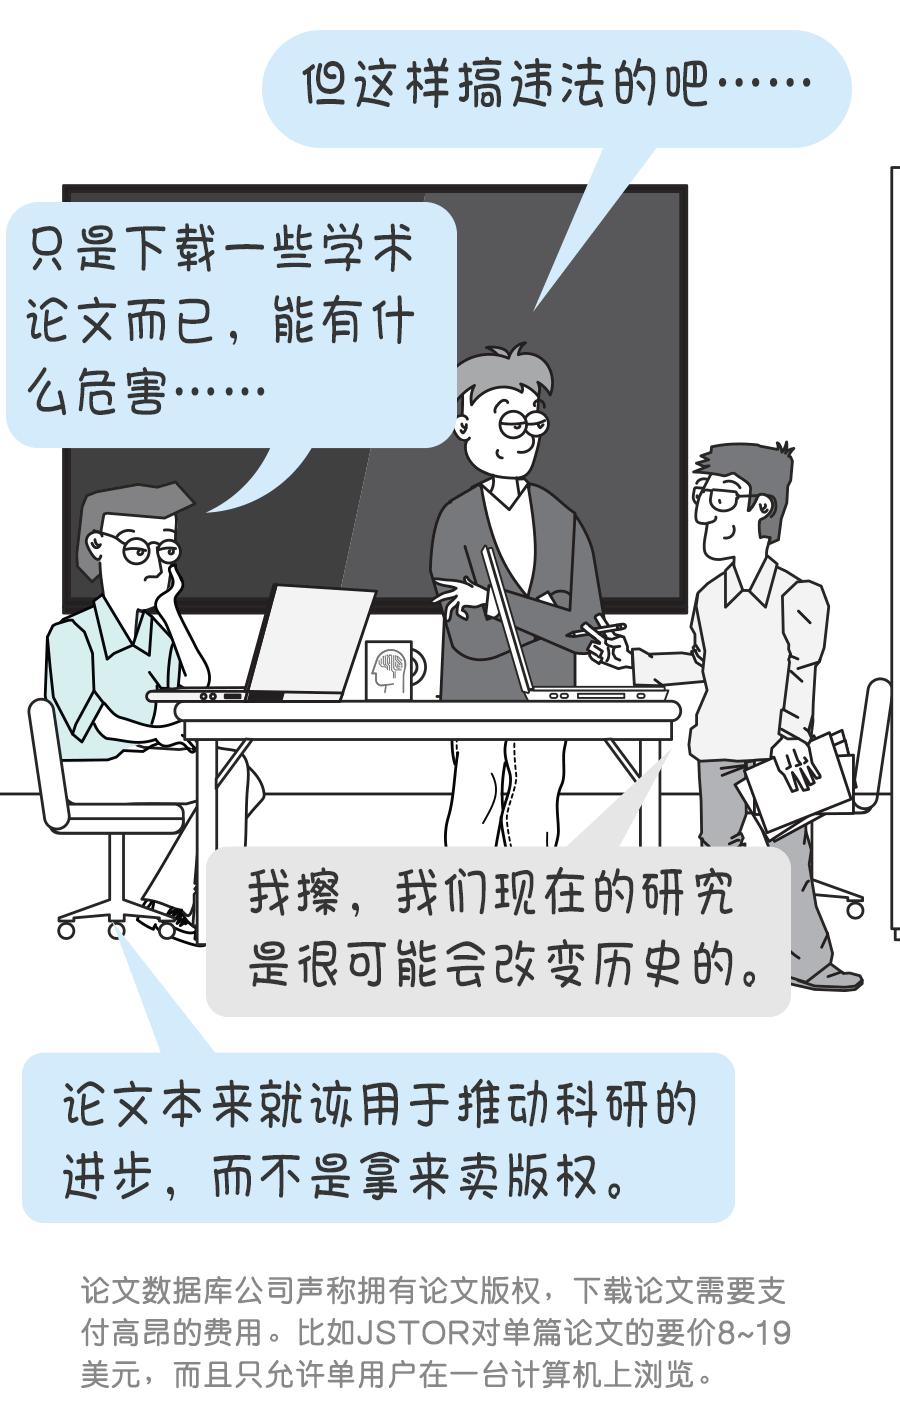 但这样搞违法的吧……
只是下载一些学术
论文而已，能有什
么危害……
我擦，我们现在的研究
是很可能会改变历史的。
论文本来就该用于推动科研的
进步，而不是拿来卖版权。
论文数据库公司声称拥有论文版权，下载论文需要支
付高昂的费用。比如JSTOR对单篇论文的要价8~19
美元，而且只允许单用户在一台计算机上浏览。